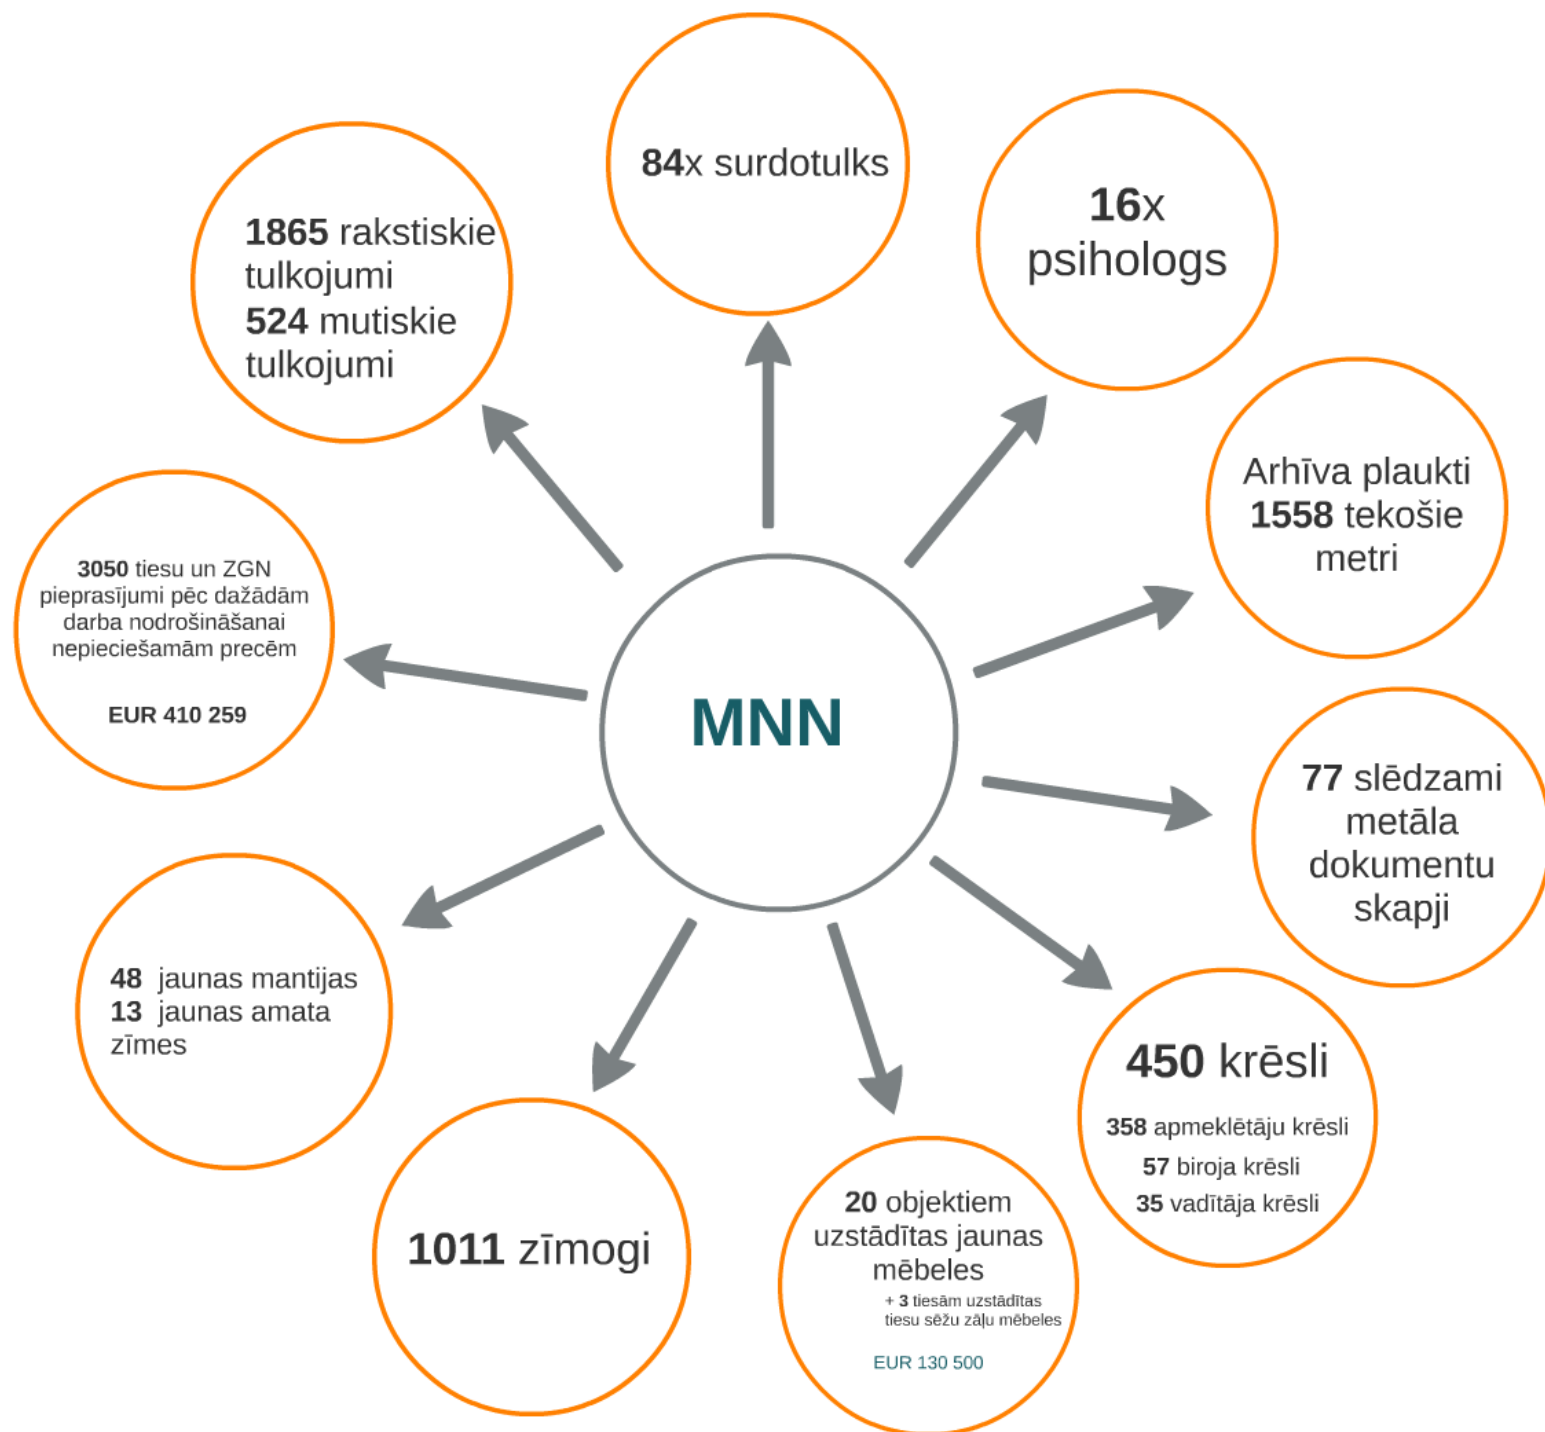 84x surdotulks
16x
psihologs
1865 rakstiskie
tulkojumi
524 mutiskie
tulkojumi
Arhīva plaukti
1558 tekošie
metri
3050 tiesu un ZGN
pieprasījumi pēc dažādām
darba nodrošināšanai
nepieciešamām precēm
EUR 410 259
MNN
77 slēdzami
metāla
dokumentu
skapji
48 jaunas mantijas
13 jaunas amata
zīmes
450 krēsli
358 apmeklētāju krēsli
57 biroja krēsli
35 vadītāja krēsli
1011 zīmogi
20 objektiem
uzstādītas jaunas
mēbeles
+ 3 tiesām uzstādītas
tiesu sēžu zāļu mēbeles
EUR 130 500